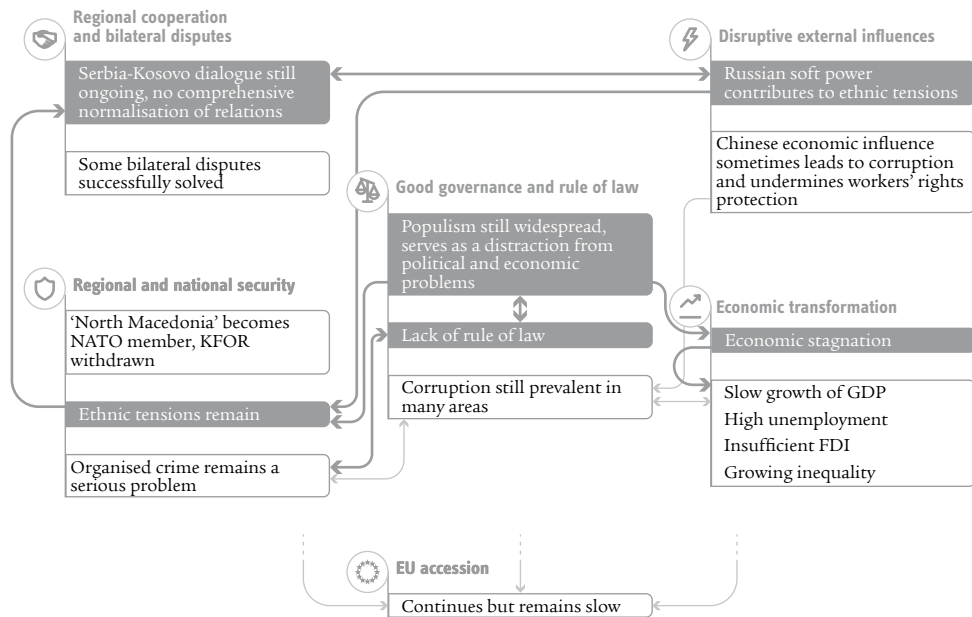 Regional cooperation
and bilateral disputes
Serbia-Kosovo dialogue still
ongoing, no comprehensive
normalisation of relations
Some bilateral disputes
successfully solved
Disruptive external influences
Russian soft power
contributes to ethnic tensions
Chinese economic influence
sometimes leads to corruption
and undermines workers’ rights
protection
Good governance and rule of law
Populism still widespread,
serves as a distraction from
political and economic
problems
Lack of rule of law
Corruption still prevalent in
many areas
Regional and national security
‘North Macedonia’ becomes
NATO member, KFOR
withdrawn
Ethnic tensions remain
Organised crime remains a
serious problem
Economic transformation
Economic stagnation
Slow growth of GDP
High unemployment
Insufficient FDI
Growing inequality
EU accession
Continues but remains slow